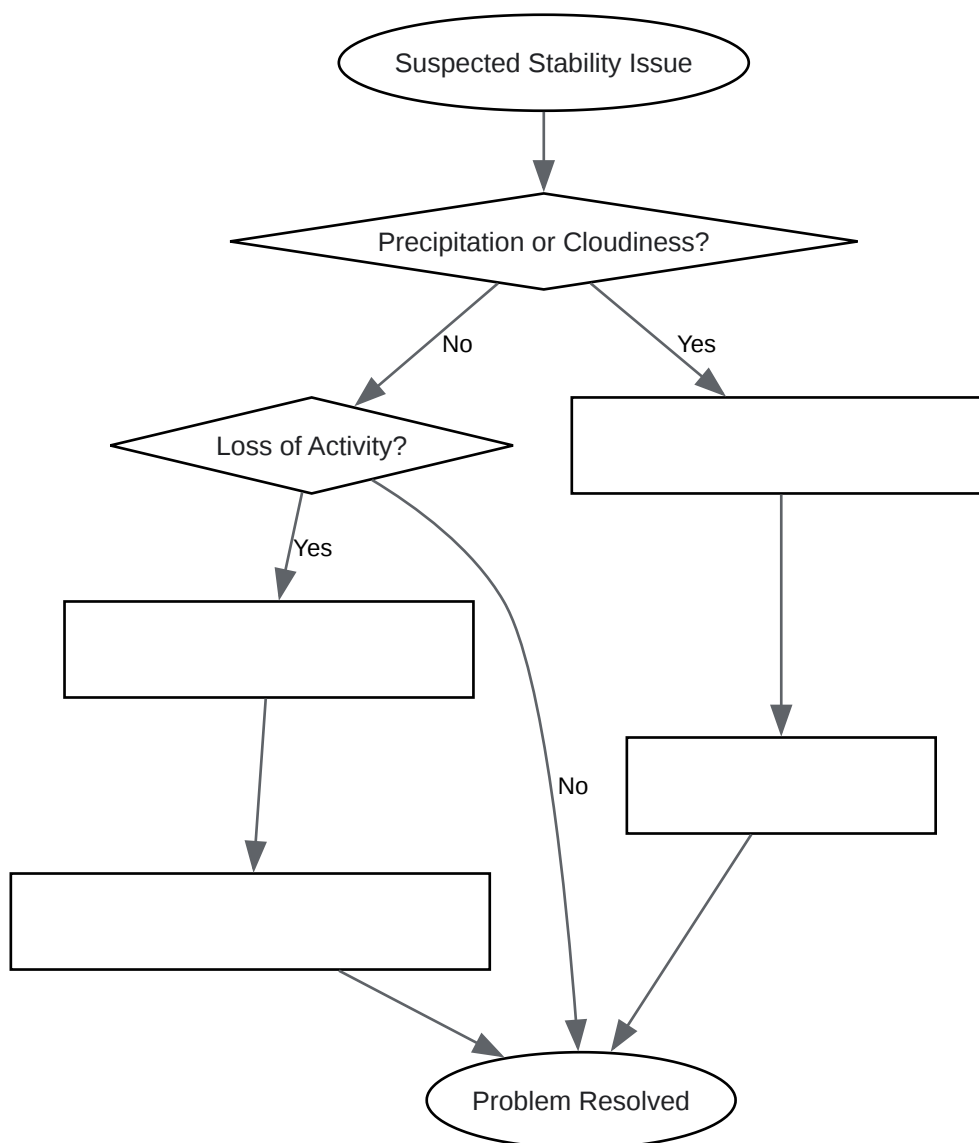 Suspected Stability Issue
Precipitation or Cloudiness?
No
Yes
Loss of Activity?
Yes
No
Problem Resolved